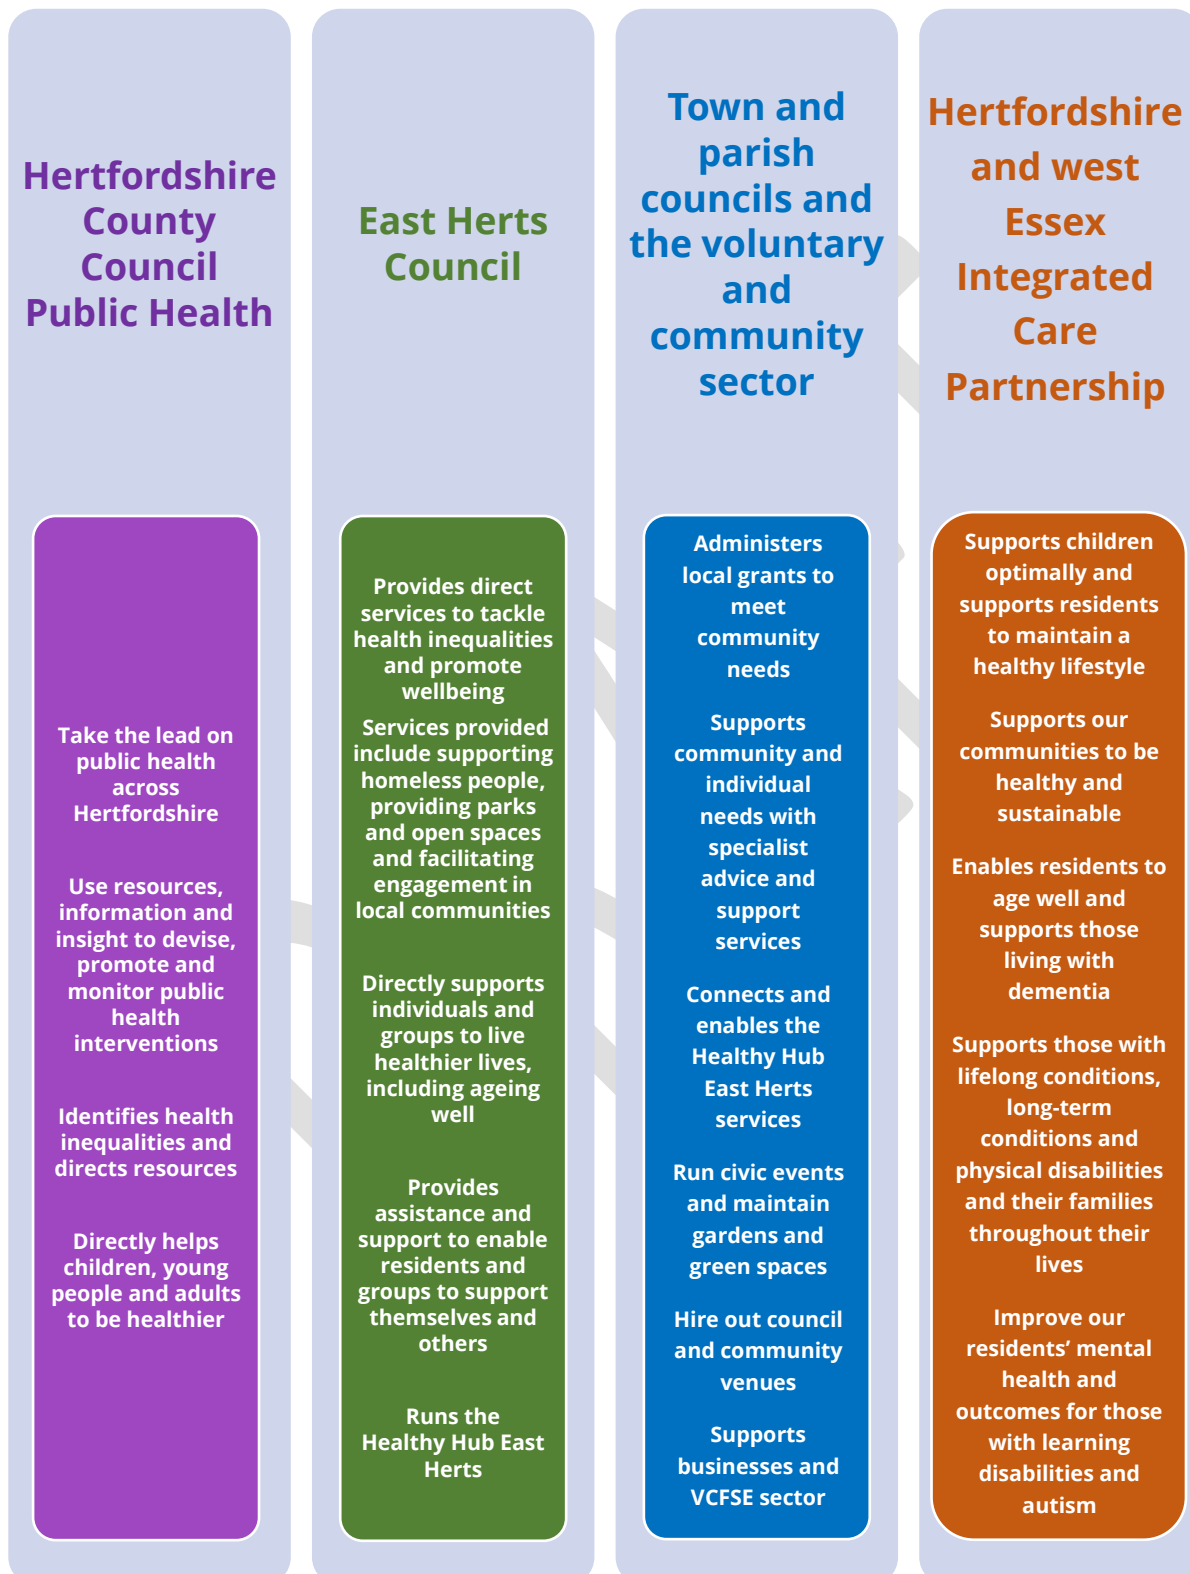 Hertfordshire
County
Council
Public Health
Take the lead on
public health
across
Hertfordshire
Use resources,
information and
insight to devise,
promote and
monitor public
health
interventions
Identifies health
inequalities and
directs resources
Directly helps
children, young
people and adults
to be healthier
East Herts
Council
Provides direct
services to tackle
health inequalities
and promote
wellbeing
Services provided
include supporting
homeless people,
providing parks
and open spaces
and facilitating
engagement in
local communities
Directly supports
individuals and
groups to live
healthier lives,
including ageing
well
Provides
assistance and
support to enable
residents and
groups to support
themselves and
others
Runs the
Healthy Hub East
Herts
Town and
parish
councils and
the voluntary
and
community
sector
Administers
local grants to
meet
community
needs
Supports
community and
individual
needs with
specialist
advice and
support
services
Connects and
enables the
Healthy Hub
East Herts
services
Run civic events
and maintain
gardens and
green spaces
Hire out council
and community
venues
Supports
businesses and
VCFSE sector
Hertfordshire
and west
Essex
Integrated
Care
Partnership
Supports children
optimally and
supports residents
to maintain a
healthy lifestyle
Supports our
communities to be
healthy and
sustainable
Enables residents to
age well and
supports those
living with
dementia
Supports those with
lifelong conditions,
long-term
conditions and
physical disabilities
and their families
throughout their
lives
Improve our
residents’ mental
health and
outcomes for those
with learning
disabilities and
autism